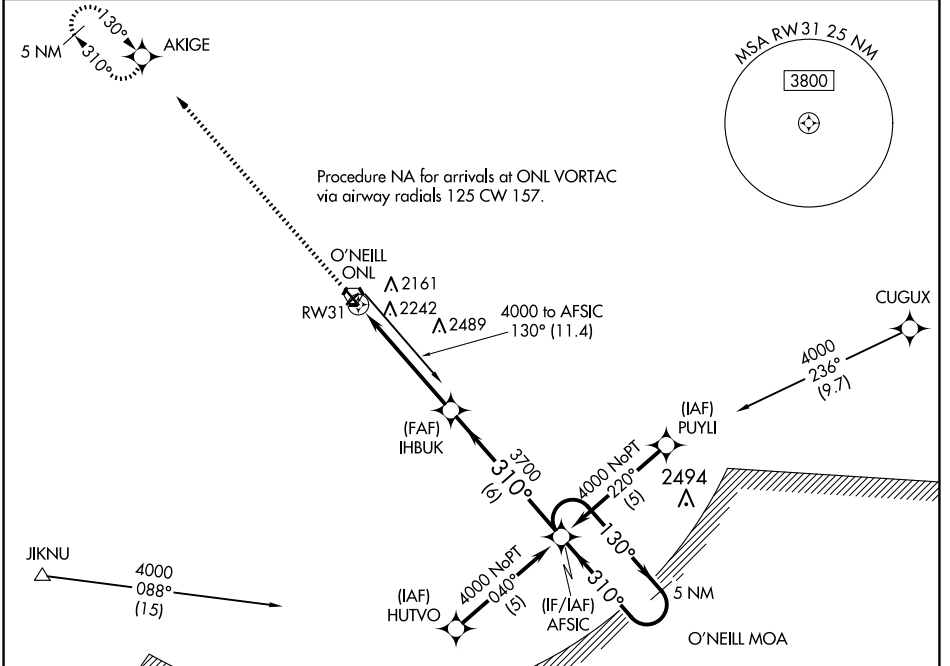 130°
5 NM
310°
AKIGE
MSA RW31 25 NM
3800
Procedure NA for arrivals at ONL VORTAC
via airway radials 125 CW 157.
O'NEILL
ONL
2161
RW31
2242
2489
4000 to AFSIC
130° (11.4)
CUGUX
4000
236°
(9.7)
(FAF)
IHBUK
(IAF)
PUYLI
3700
310°
(6)
4000 NoPT
220°
(5)
2494
130°
JIKNU
4000
088°
(15)
(IAF)
HUTVO
4000 NoPT
040°
(5)
(IF/IAF)
AFSIC
310°
5 NM
O'NEILL MOA